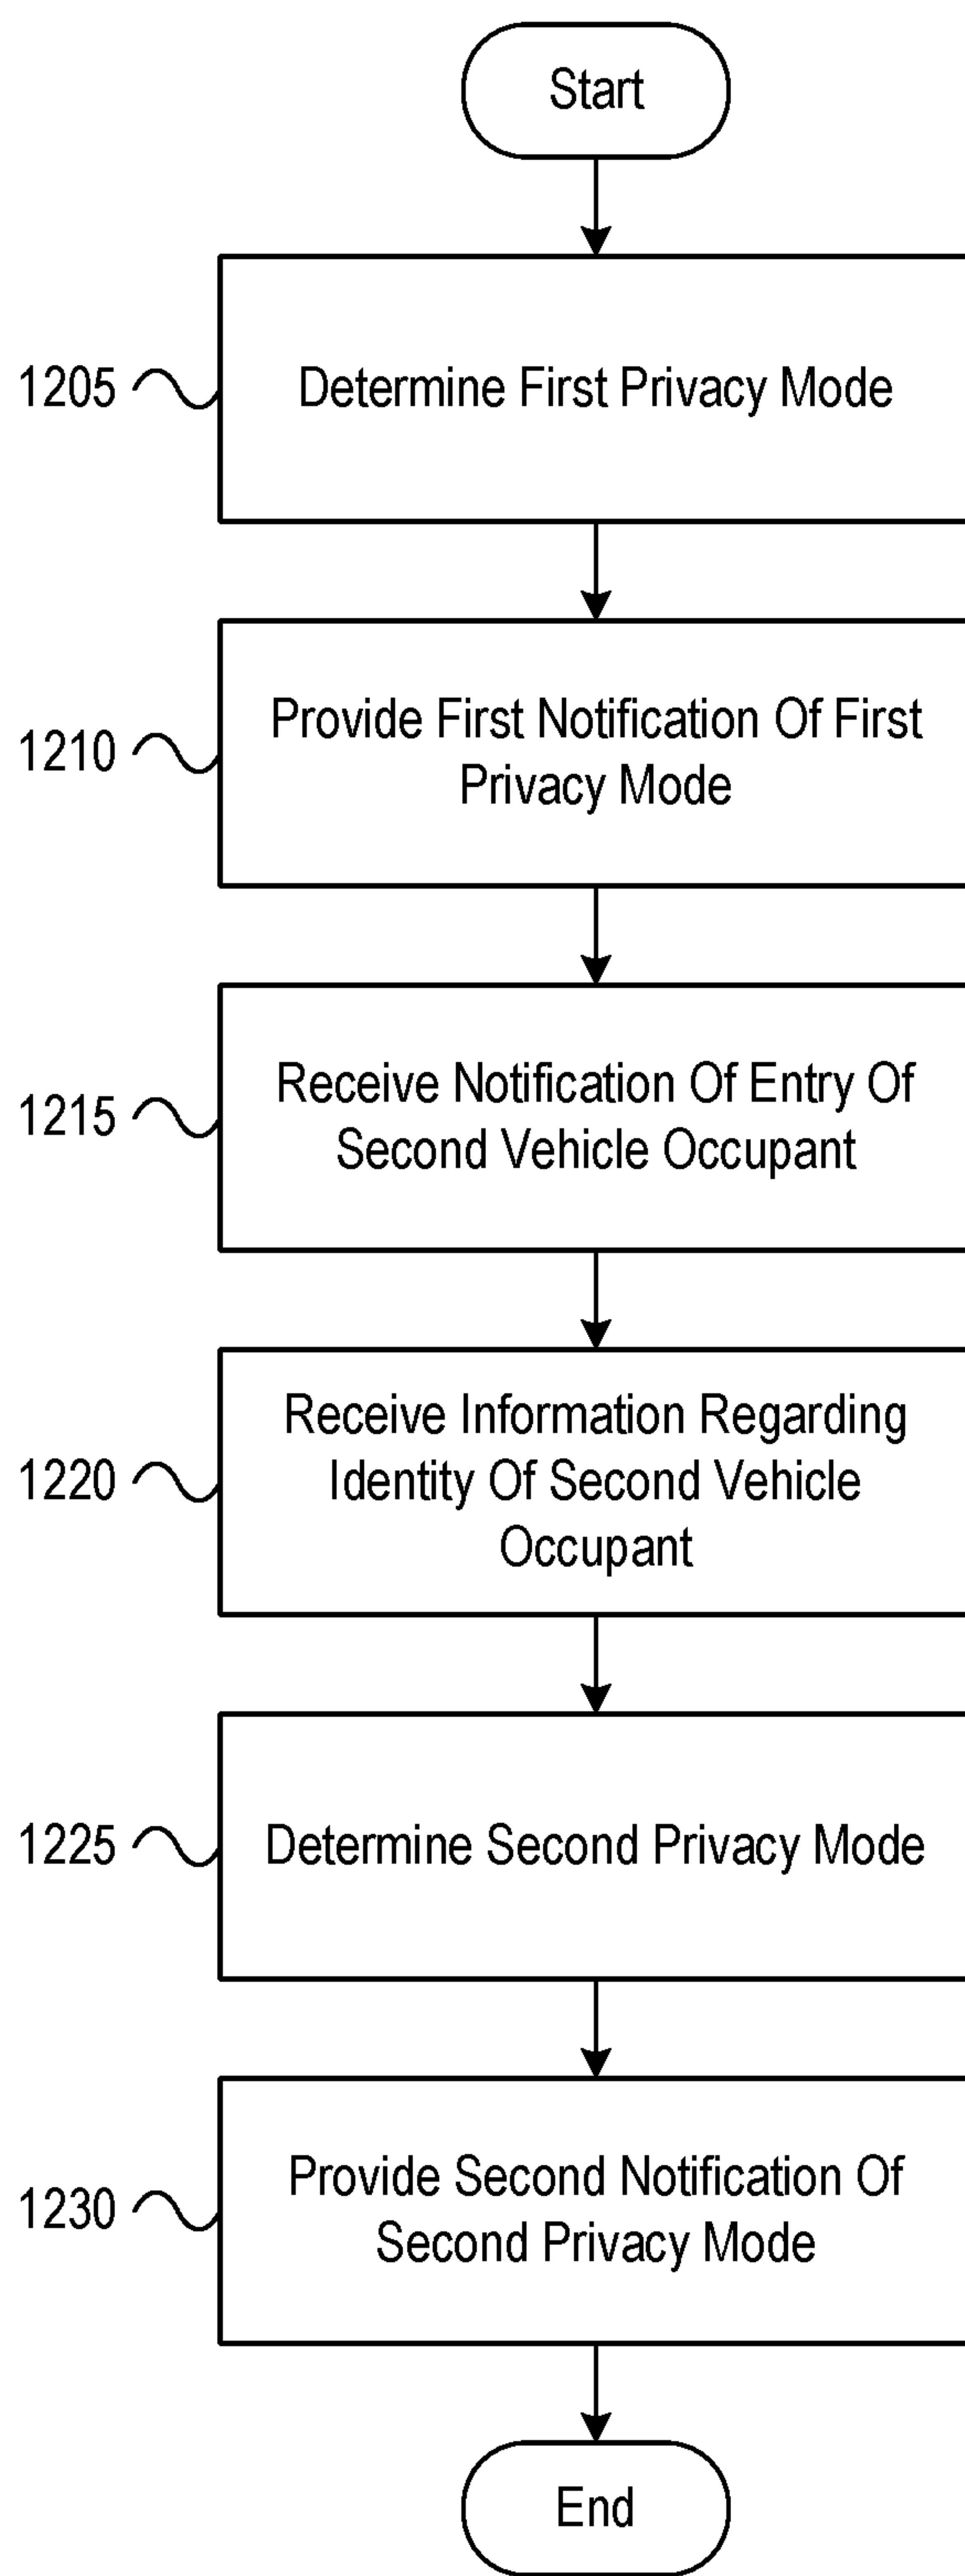 Start
1205
Determine First Privacy Mode
1210
Provide First Notification Of First
Privacy Mode
1215
Receive Notification Of Entry Of
Second Vehicle Occupant
1220
Receive Information Regarding
Identity Of Second Vehicle
Occupant
1225
Determine Second Privacy Mode
1230
Provide Second Notification Of
Second Privacy Mode
End